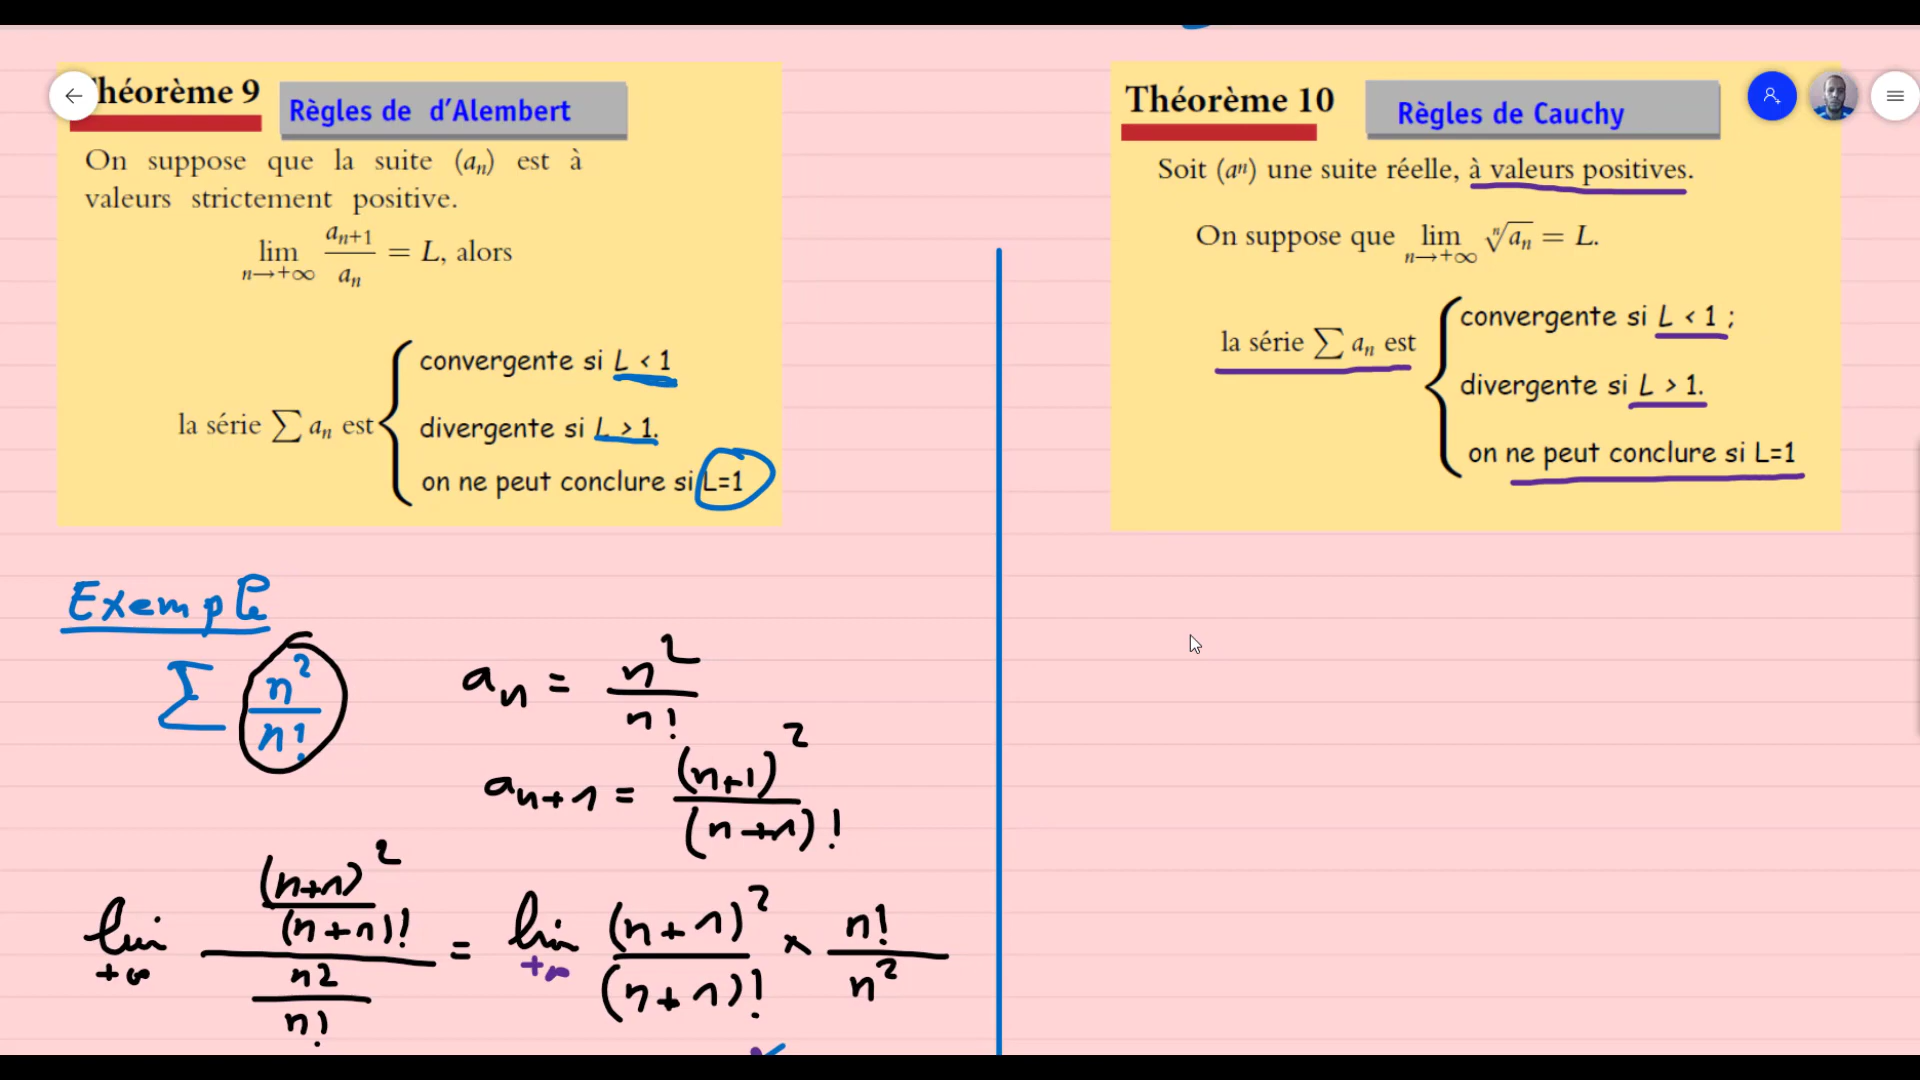 héorème 9
Règles de d'Alembert
On suppose que la suite (aₙ) est à
valeurs strictement positive.
lim n→+∞ aₙ₊₁/aₙ = L, alors
la série ∑ aₙ est
convergente si L < 1
divergente si L > 1.
on ne peut conclure si L=1
Exemple
∑ n²/n!
aₙ = n²/n!
aₙ₊₁ = (n+1)²/(n+1)!
lim +∞ ((n+1)²/(n+1)!)/(n2/n!) = lim +∞ (n+1)²/(n+1)! × n!/n²
Théorème 10
Règles de Cauchy
Soit (aⁿ) une suite réelle, à valeurs positives.
On suppose que lim n→+∞ ⁿ√aₙ = L.
la série ∑ aₙ est
convergente si L < 1 ;
divergente si L > 1.
on ne peut conclure si L=1